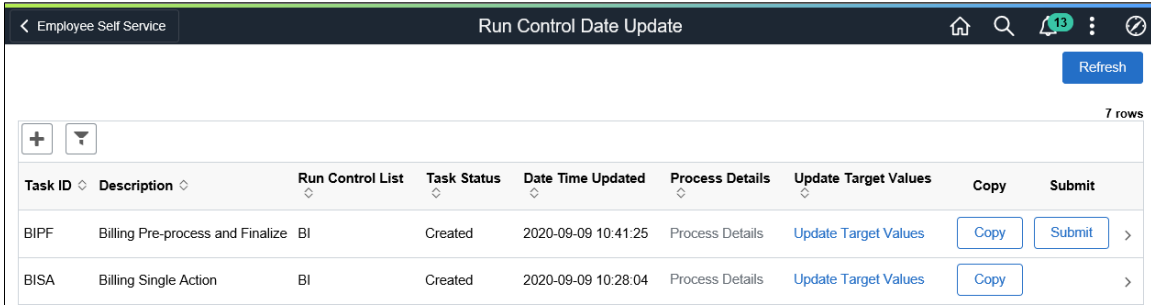 Employee Self Service
Run Control Date Update
13
Refresh
7 rows
Task ID Description Run Control List Task Status Date Time Updated Process Details Update Target Values Copy Submit
BIPF Billing Pre-process and Finalize BI Created 2020-09-09 10:41:25 Process Details Update Target Values Copy Submit
BISA Billing Single Action BI Created 2020-09-09 10:28:04 Process Details Update Target Values Copy